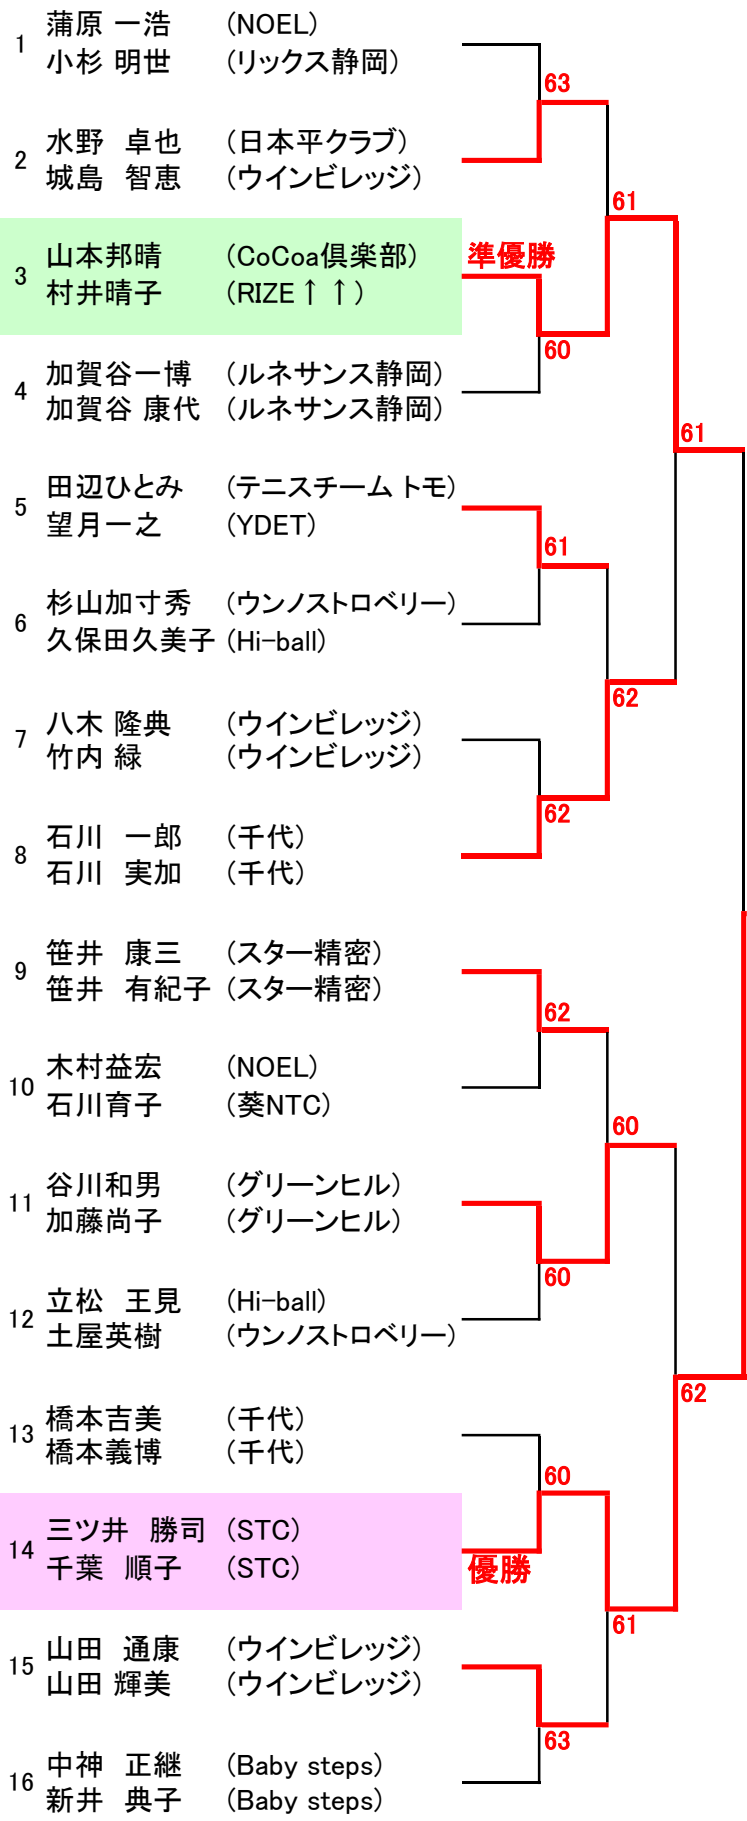 1 蒲原 一浩 (NOEL)
小杉 明世 (リックス静岡)
63
2 水野 卓也 (日本平クラブ)
城島 智恵 (ウインビレッジ)
61
3 山本邦晴 (CoCoa倶楽部) 準優勝
村井晴子 (RIZE↑↑)
60
4 加賀谷一博 (ルネサンス静岡)
加賀谷 康代 (ルネサンス静岡)
61
5 田辺ひとみ (テニスチーム トモ)
望月一之 (YDET)
61
6 杉山加寸秀 (ウンノストロベリー)
久保田久美子 (Hi-ball)
62
7 八木 隆典 (ウインビレッジ)
竹内 緑 (ウインビレッジ)
62
8 石川 一郎 (千代)
石川 実加 (千代)
9 笹井 康三 (スター精密)
笹井 有紀子 (スター精密)
62
10 木村益宏 (NOEL)
石川育子 (葵NTC)
60
11 谷川和男 (グリーンヒル)
加藤尚子 (グリーンヒル)
60
12 立松 王見 (Hi-ball)
土屋英樹 (ウンノストロベリー)
62
13 橋本吉美 (千代)
橋本義博 (千代)
60
14 三ツ井 勝司 (STC)
千葉 順子 (STC) 優勝
61
15 山田 通康 (ウインビレッジ)
山田 輝美 (ウインビレッジ)
63
16 中神 正継 (Baby steps)
新井 典子 (Baby steps)